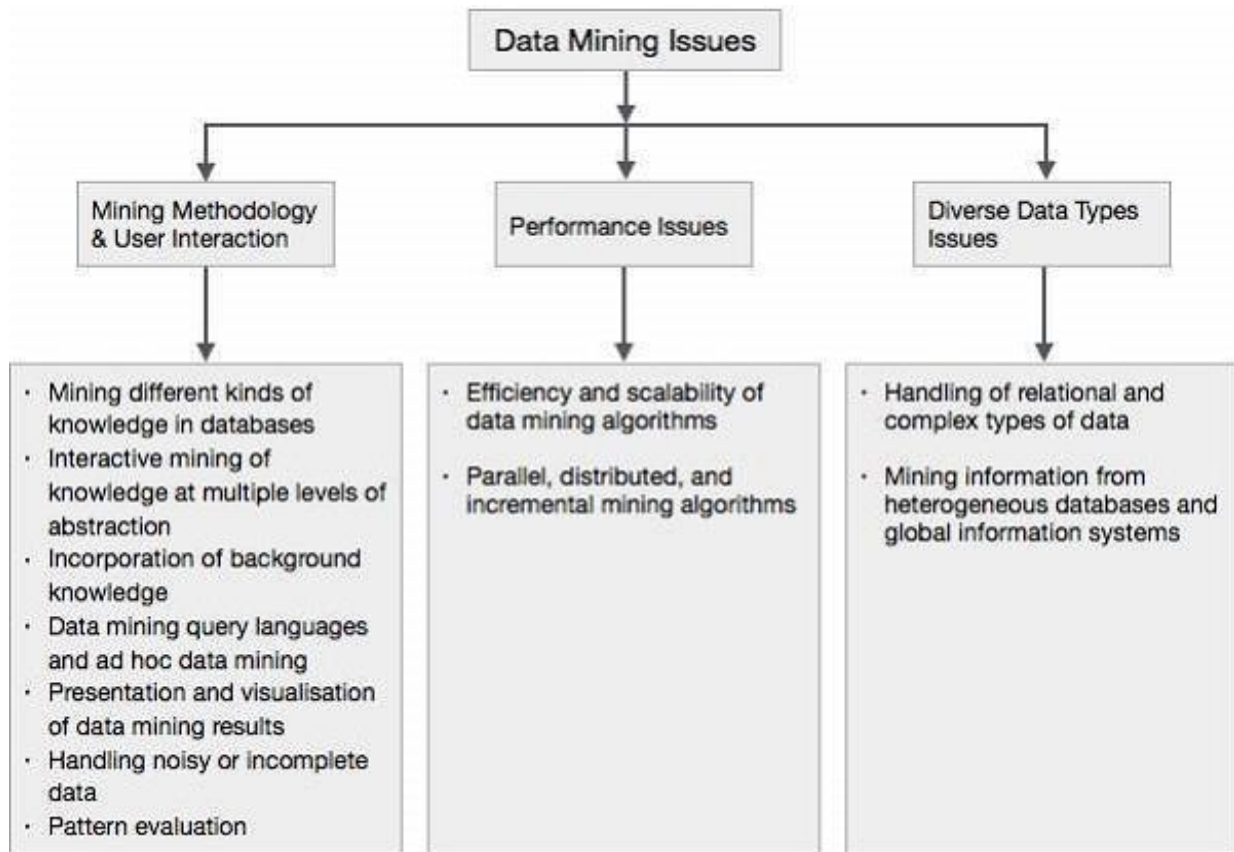 Data Mining Issues
Mining Methodology
& User Interaction
Performance Issues
Diverse Data Types
Issues
· Mining different kinds of
knowledge in databases
· Interactive mining of
knowledge at multiple levels of
abstraction
· Incorporation of background
knowledge
· Data mining query languages
and ad hoc data mining
· Presentation and visualisation
of data mining results
· Handling noisy or incomplete
data
· Pattern evaluation
· Efficiency and scalability of
data mining algorithms
· Parallel, distributed, and
incremental mining algorithms
· Handling of relational and
complex types of data
· Mining information from
heterogeneous databases and
global information systems